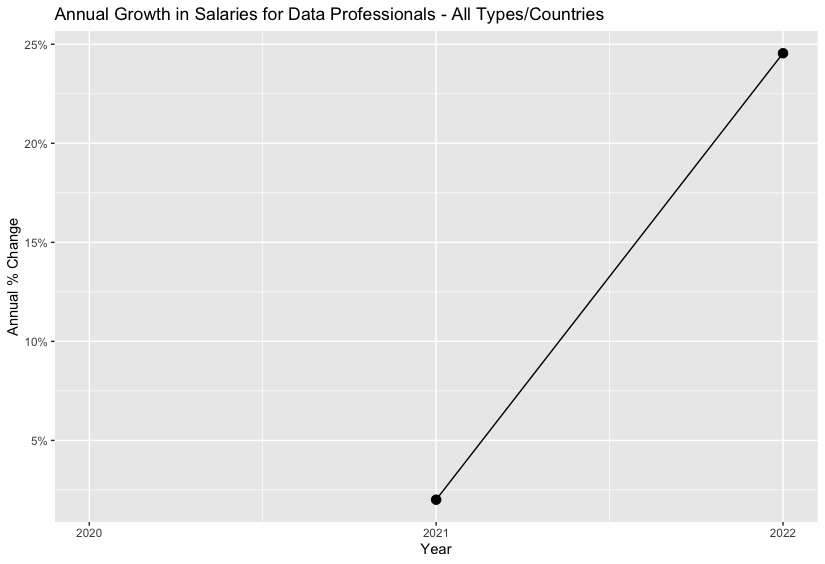 Annual Growth in Salaries for Data Professionals - All Types/Countries
25%
20%
15%
10%
5%
Annual % Change
2020
2021
2022
Year